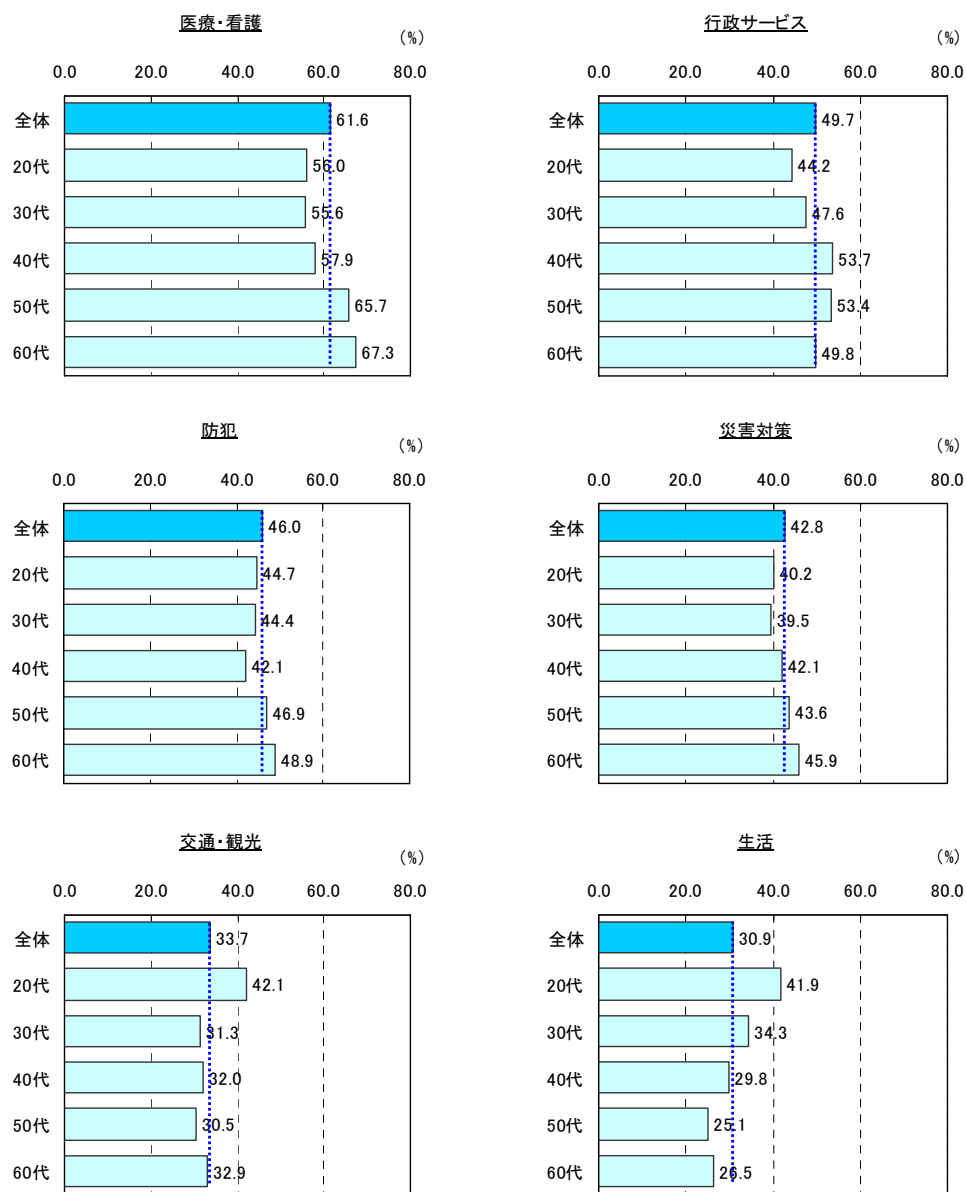 医療・看護
(%)
0.0 20.0 40.0 60.0 80.0
全体 61.6
20代 56.0
30代 55.6
40代 57.9
50代 65.7
60代 67.3
行政サービス
(%)
0.0 20.0 40.0 60.0 80.0
全体 49.7
20代 44.2
30代 47.6
40代 53.7
50代 53.4
60代 49.8
防犯
(%)
0.0 20.0 40.0 60.0 80.0
全体 46.0
20代 44.7
30代 44.4
40代 42.1
50代 46.9
60代 48.9
災害対策
(%)
0.0 20.0 40.0 60.0 80.0
全体 42.8
20代 40.2
30代 39.5
40代 42.1
50代 43.6
60代 45.9
交通・観光
(%)
0.0 20.0 40.0 60.0 80.0
全体 33.7
20代 42.1
30代 31.3
40代 32.0
50代 30.5
60代 32.9
生活
(%)
0.0 20.0 40.0 60.0 80.0
全体 30.9
20代 41.9
30代 34.3
40代 29.8
50代 25.1
60代 26.5